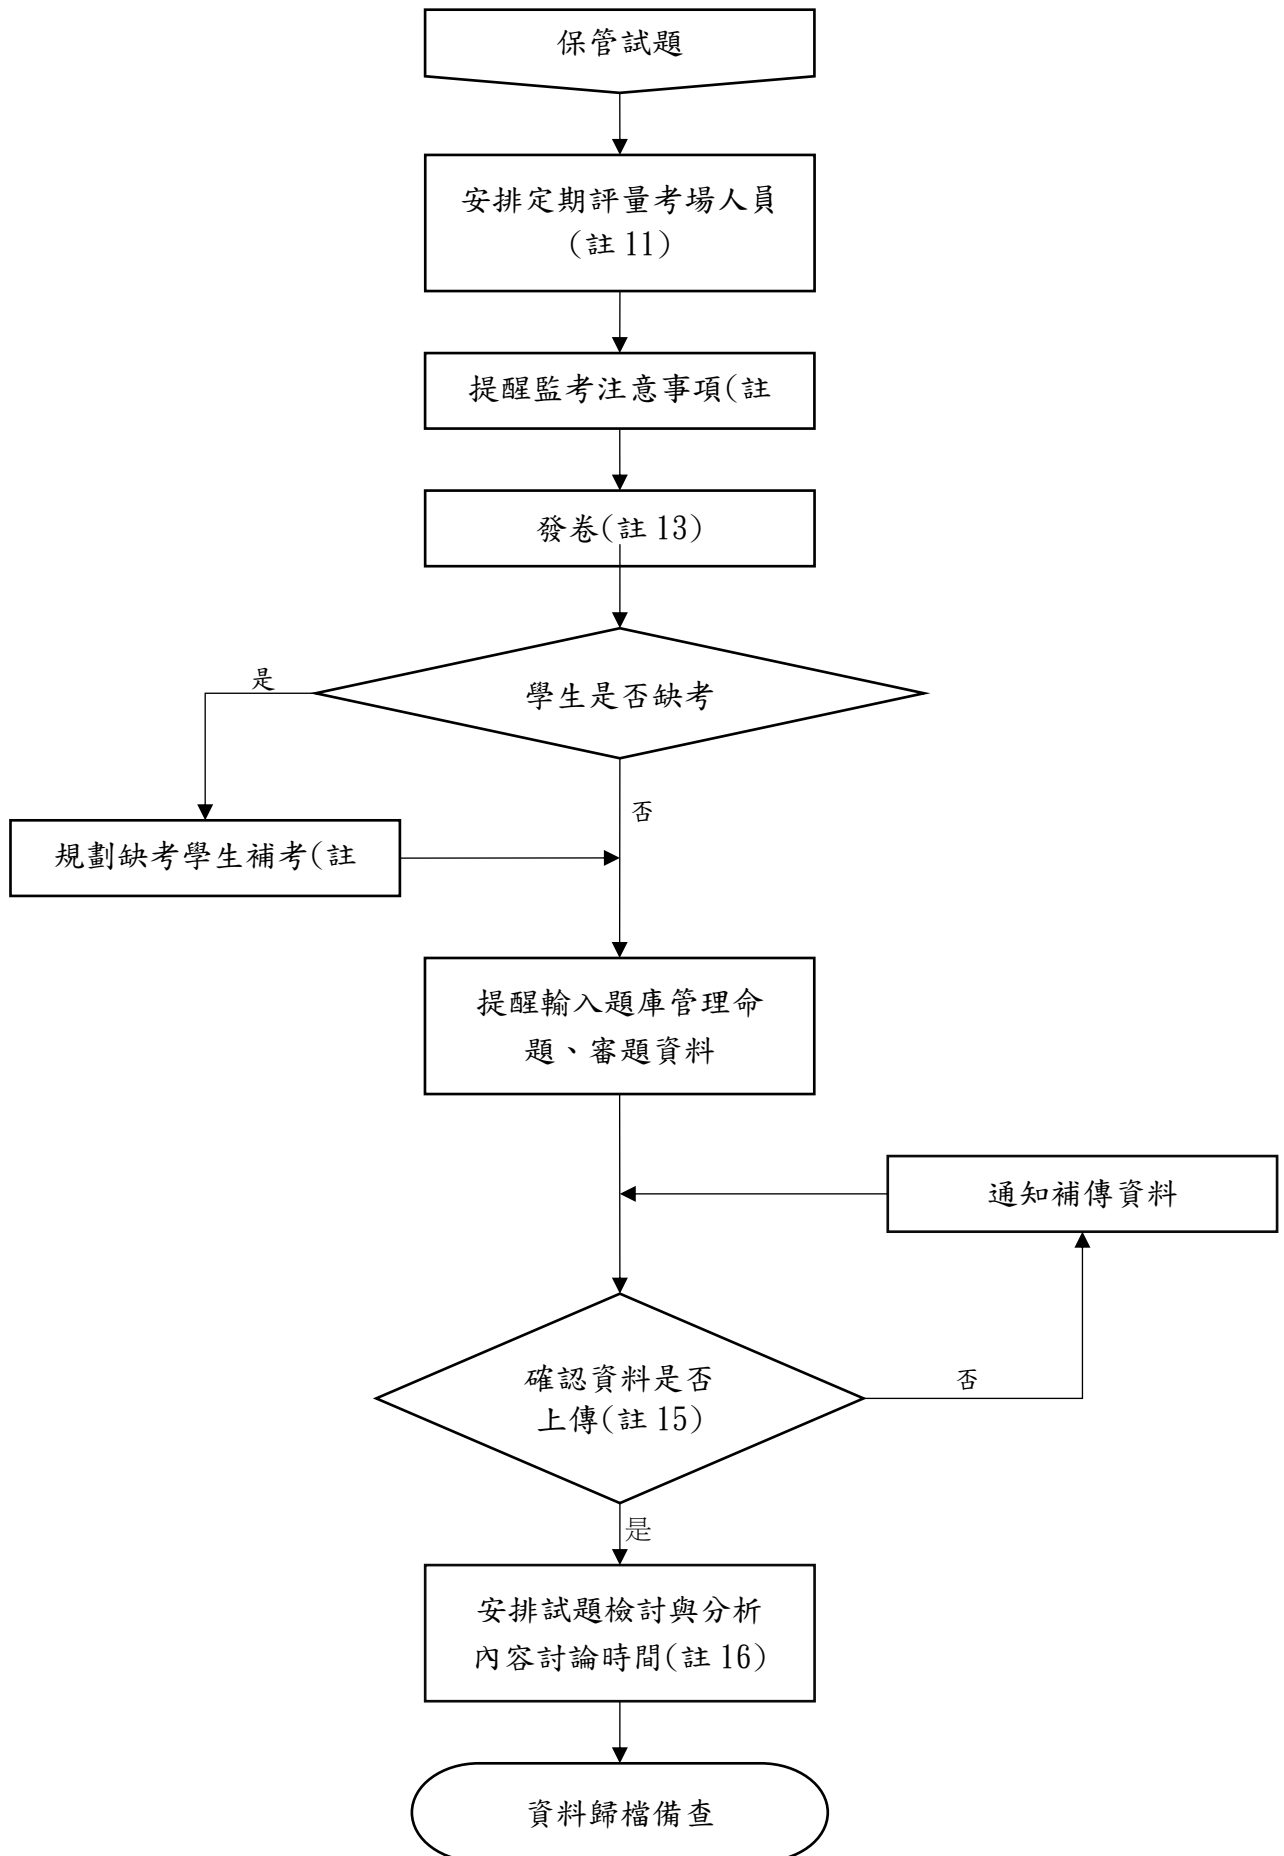 保管試題
安排定期評量考場人員
(註 11)
提醒監考注意事項(註
發卷(註 13)
學生是否缺考
是
否
規劃缺考學生補考(註
提醒輸入題庫管理命
題、審題資料
通知補傳資料
確認資料是否
上傳(註 15)
否
是
安排試題檢討與分析
內容討論時間(註 16)
資料歸檔備查